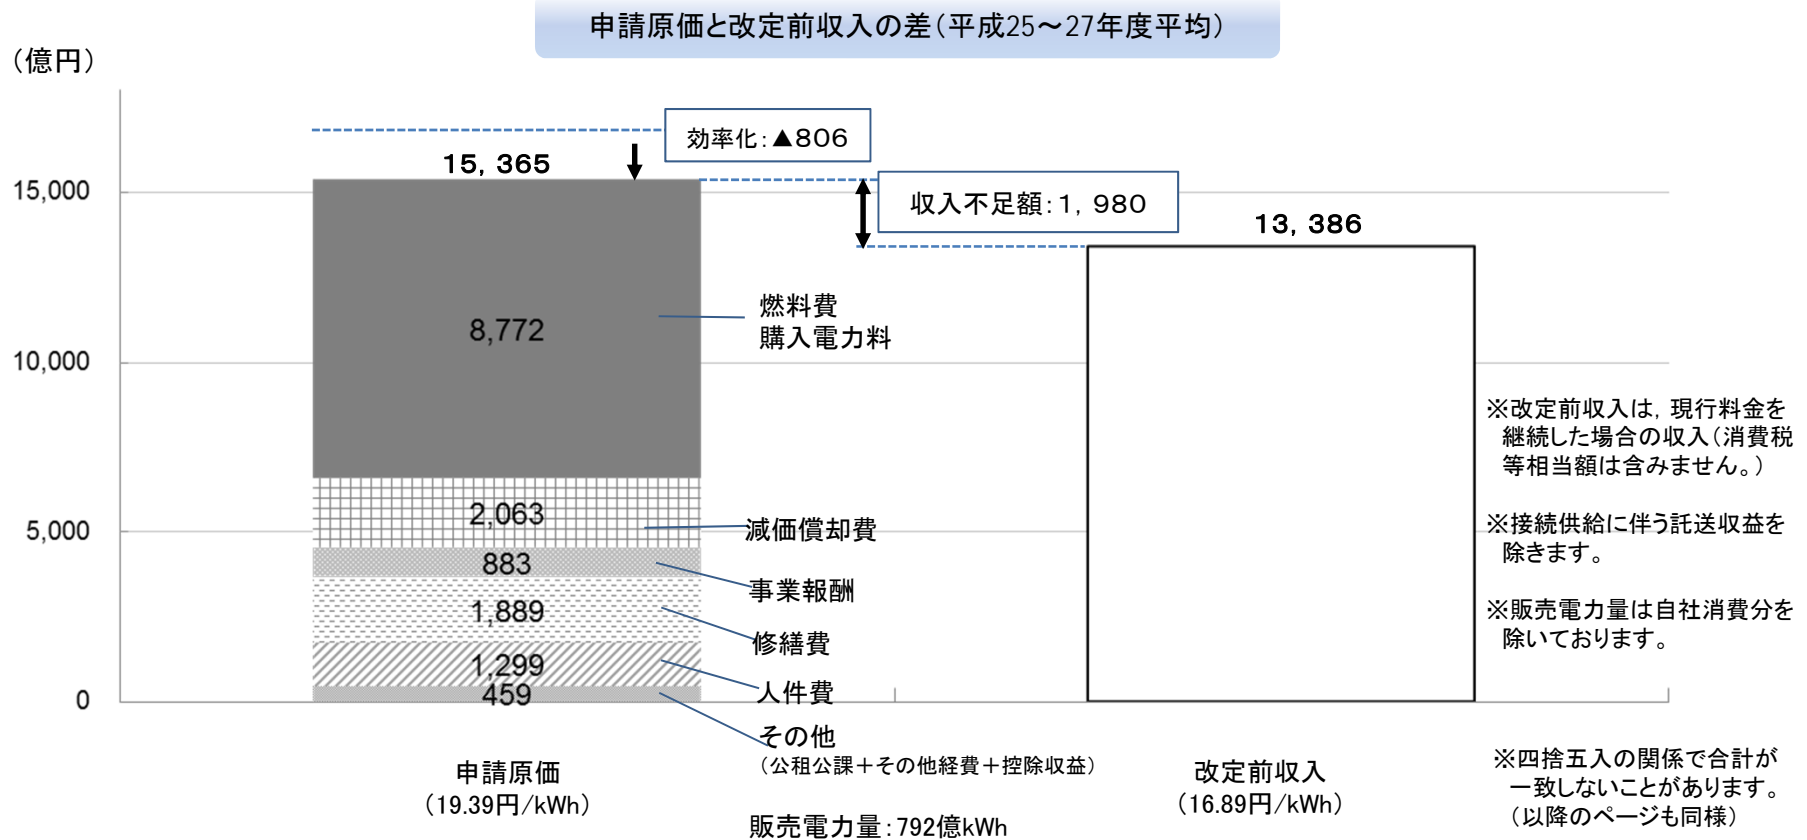 申請原価と改定前収入の差（平成25～27年度平均）
（億円）
効率化：▲806
15,365
収入不足額：1,980
13,386
15,000
10,000
5,000
0
8,772
2,063
883
1,889
1,299
459
燃料費
購入電力料
減価償却費
事業報酬
修繕費
人件費
その他
（公租公課＋その他経費＋控除収益）
※改定前収入は，現行料金を
継続した場合の収入（消費税
等相当額は含みません。）
※接続供給に伴う託送収益を
除きます。
※販売電力量は自社消費分を
除いております。
申請原価
（19.39円/kWh）
改定前収入
（16.89円/kWh）
販売電力量：792億kWh
※四捨五入の関係で合計が
一致しないことがあります。
（以降のページも同様）